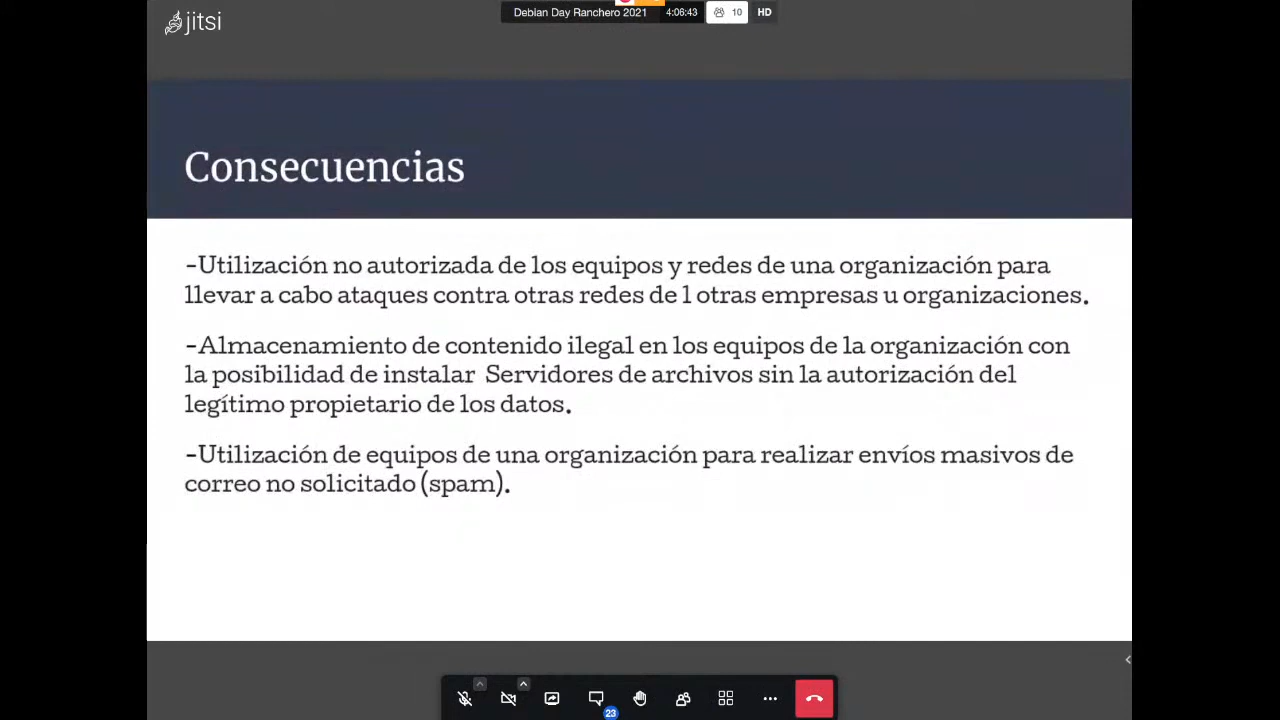 jitsi
Debian Day Ranchero 2021 4:06:43 10 HD
Consecuencias
-Utilización no autorizada de los equipos y redes de una organización para
llevar a cabo ataques contra otras redes de l otras empresas u organizaciones.
-Almacenamiento de contenido ilegal en los equipos de la organización con
la posibilidad de instalar Servidores de archivos sin la autorización del
legítimo propietario de los datos.
-Utilización de equipos de una organización para realizar envíos masivos de
correo no solicitado (spam).
23